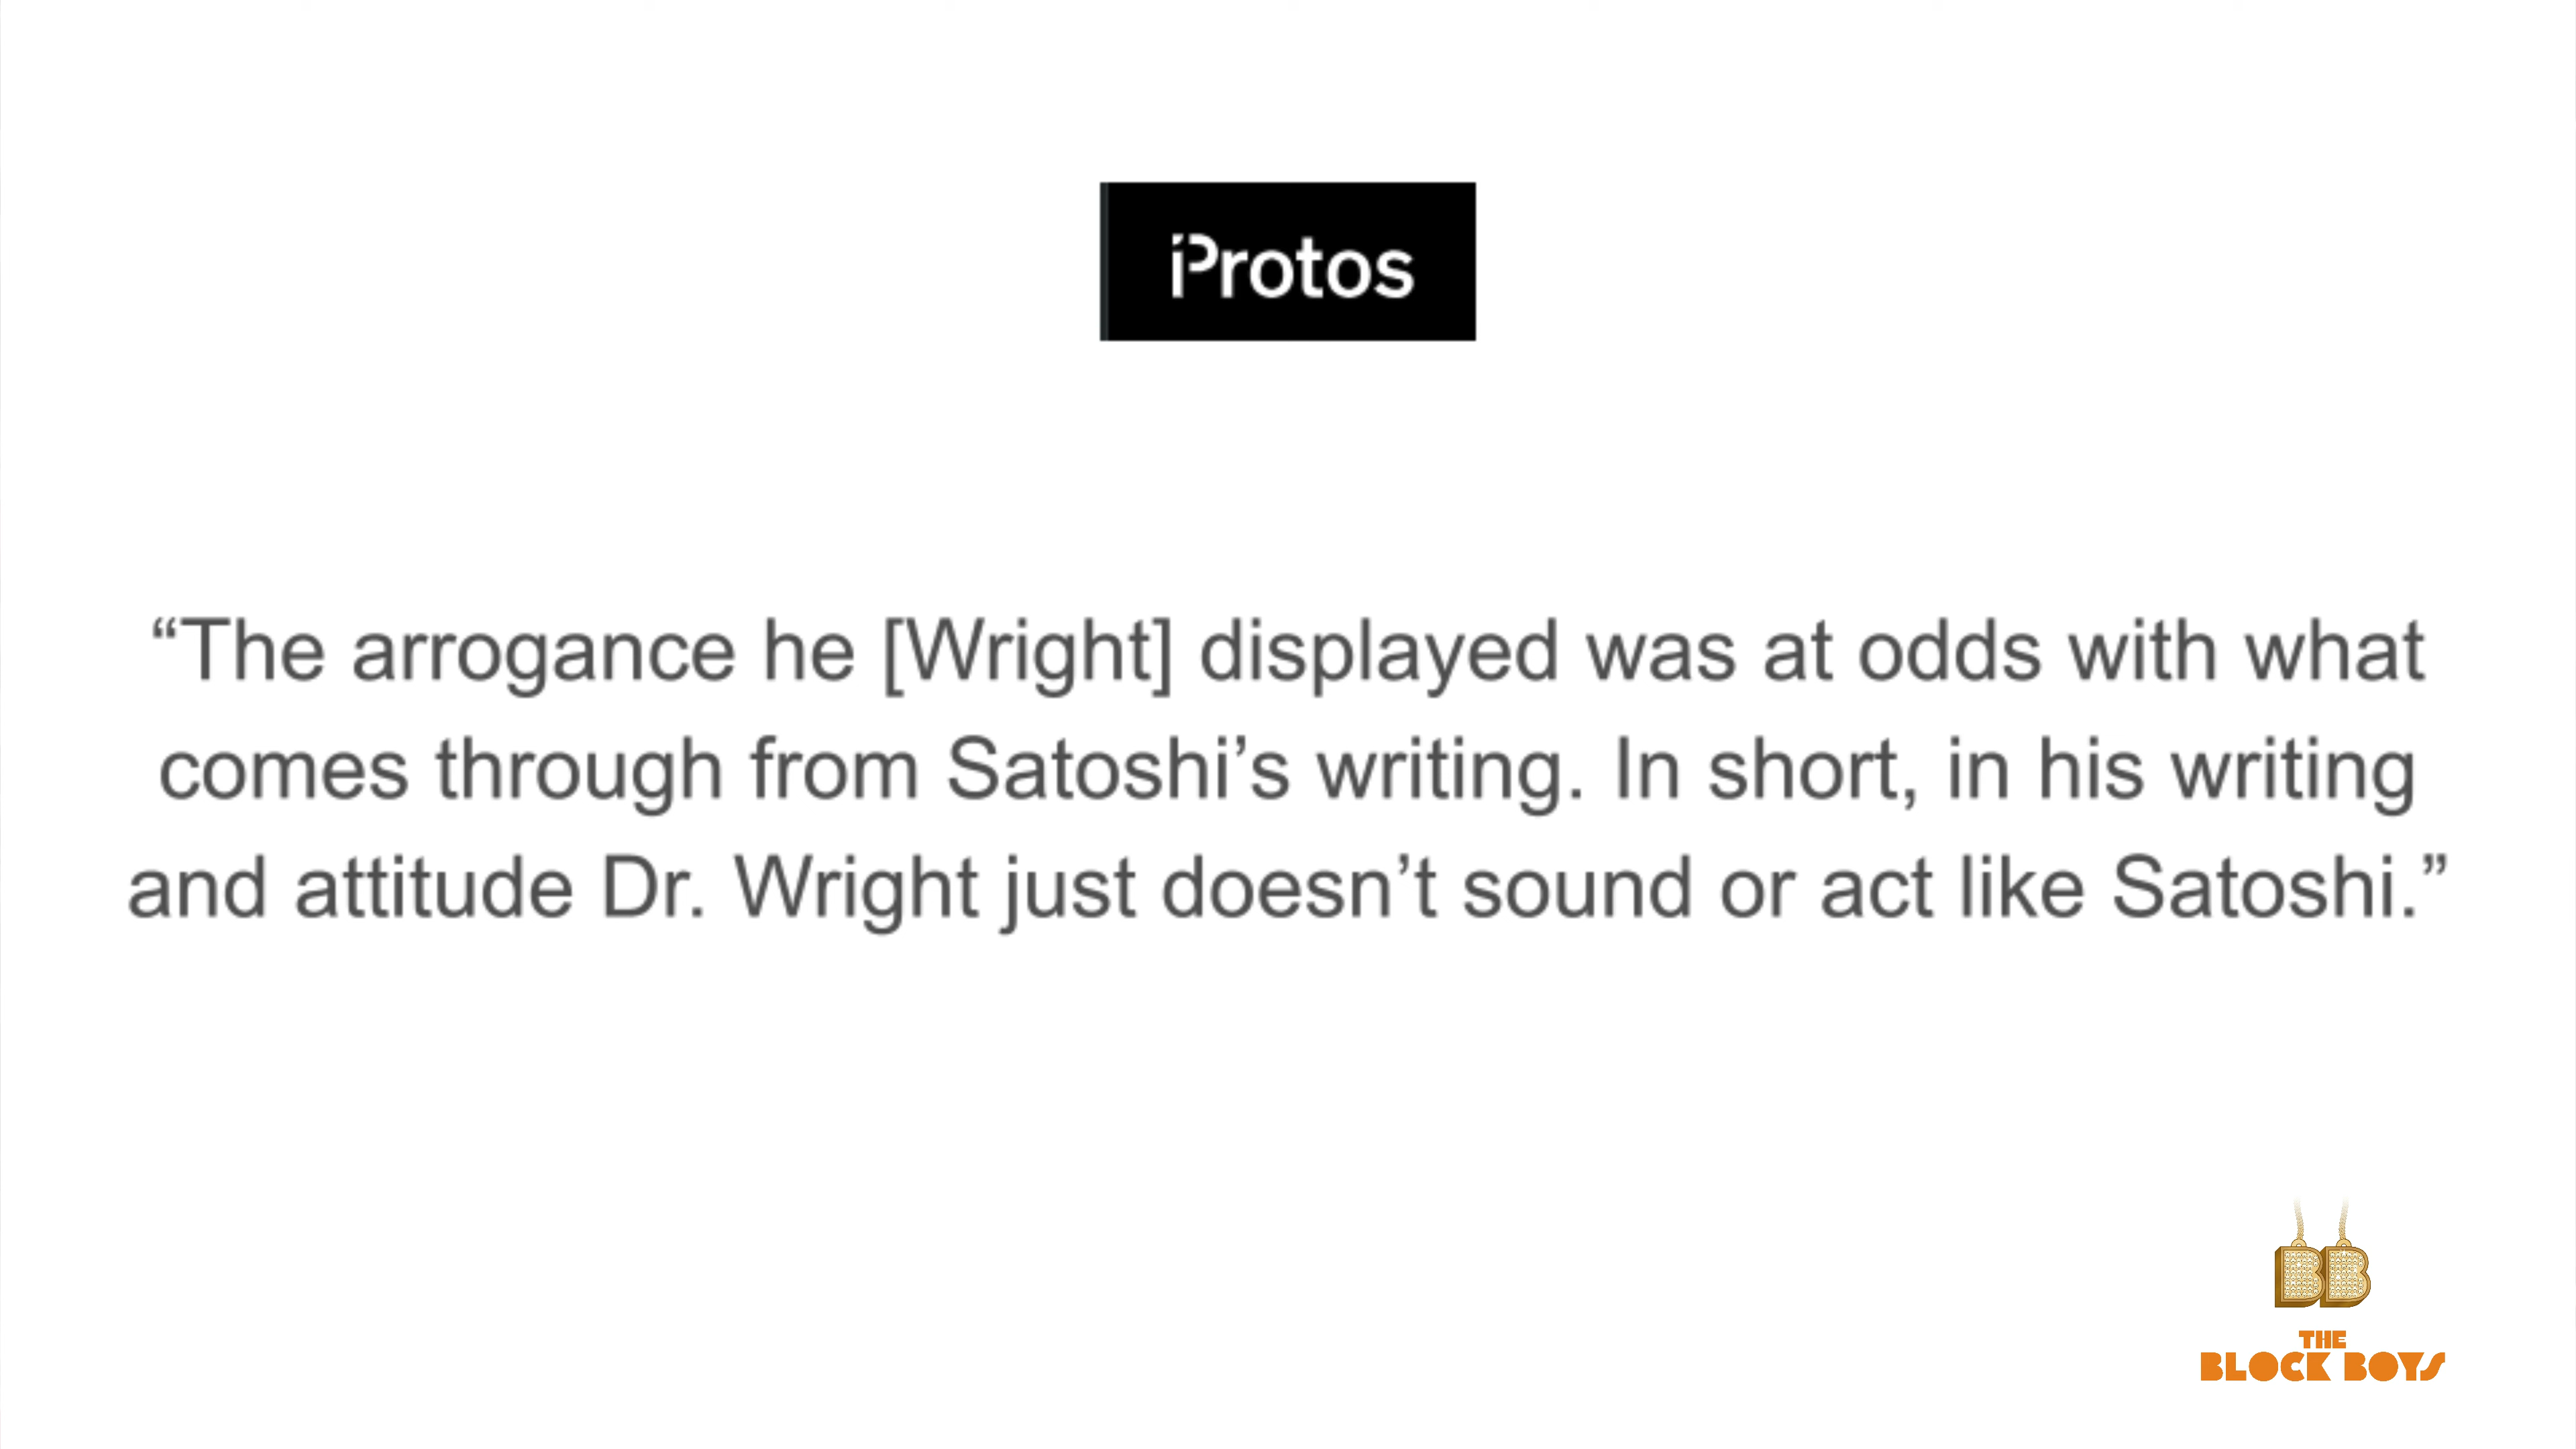 Protos
“The arrogance he [Wright] displayed was at odds with what
comes through from Satoshi’s writing. In short, in his writing
and attitude Dr. Wright just doesn’t sound or act like Satoshi.”
BB
THE
BLOCK BOYS